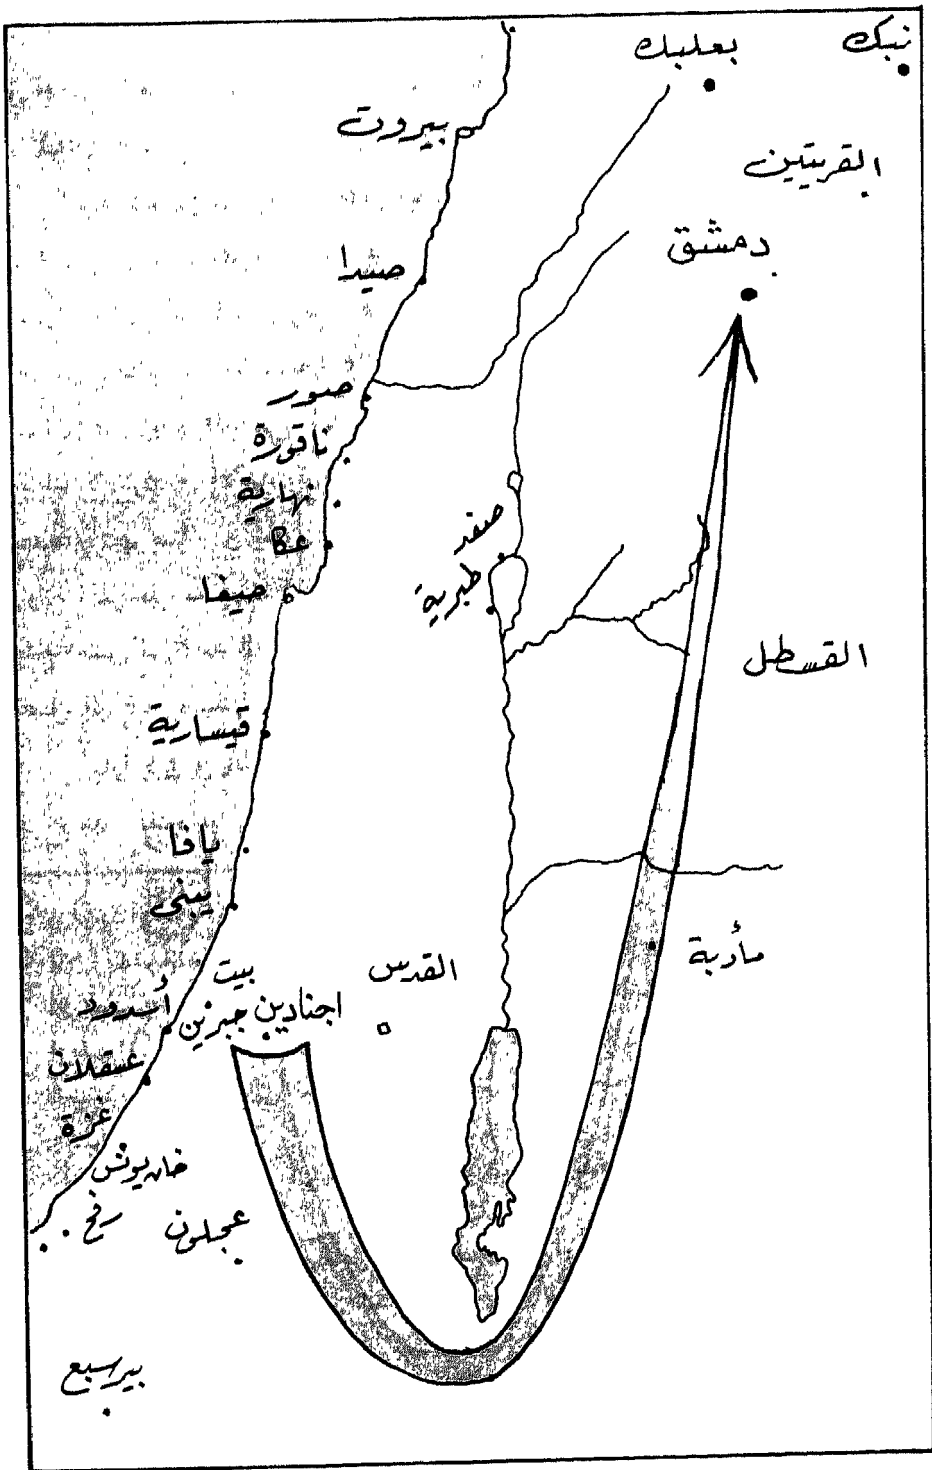 نبك
بعلبك
بيروت
القريتين
دمشق
صيدا
صور
ناقورة
نهارية
عكا
حيفا
صفد
طبرية
القسطل
قيسارية
يافا
يبنى
مأدبة
القدس
بيت
جبرين
اجنادين
أسدود
عسقلان
غزة
خان يونس
رفح
عجلون
بير سبع